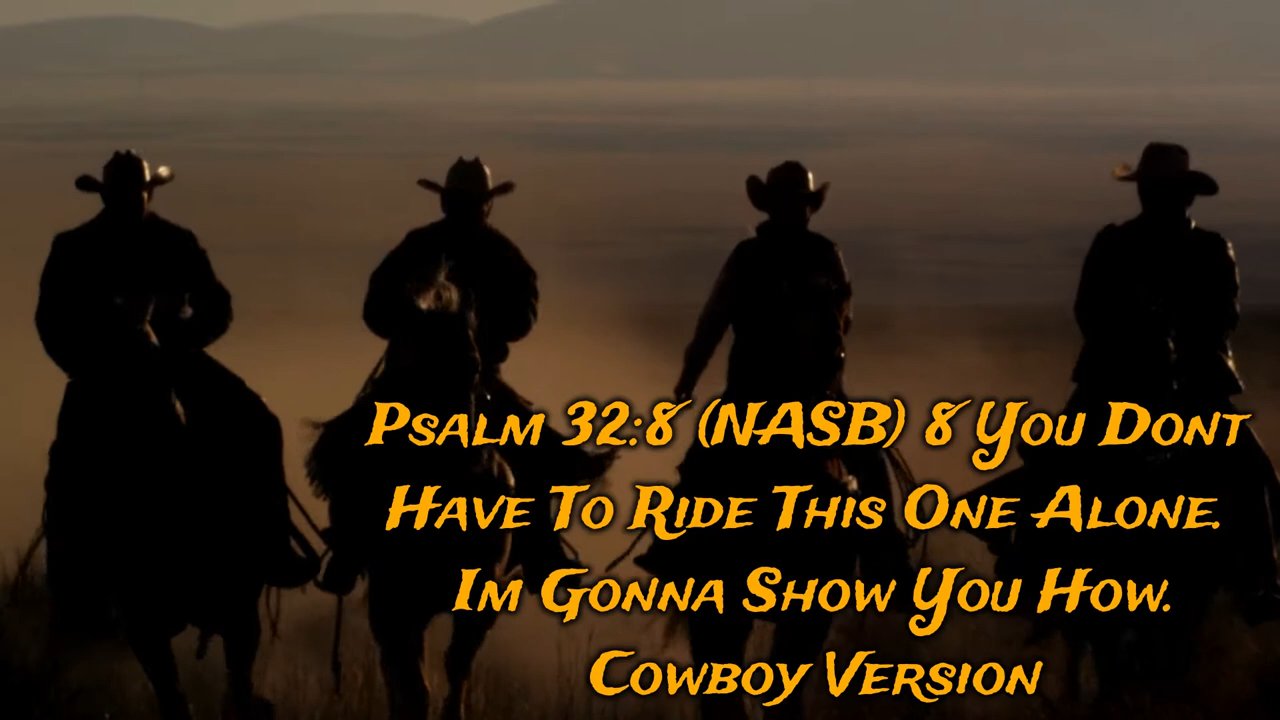 Psalm 32:8 (NASB) 8 You Dont
Have To Ride This One Alone.
Im Gonna Show You How.
Cowboy Version